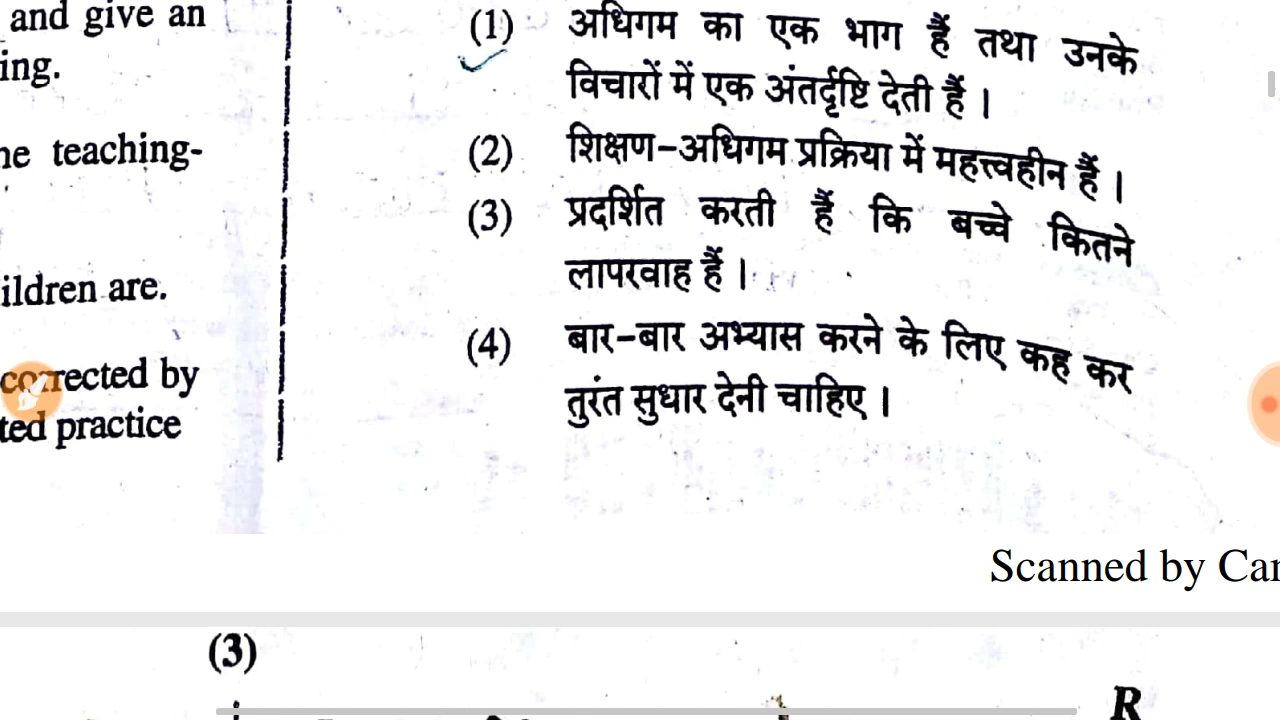 and give an
ing.
he teaching-
ildren are.
corrected by
ted practice
(1) अधिगम का एक भाग हैं तथा उनके
विचारों में एक अंतर्दृष्टि देती हैं ।
(2) शिक्षण-अधिगम प्रक्रिया में महत्त्वहीन हैं ।
(3) प्रदर्शित करती हैं कि बच्चे कितने
लापरवाह हैं ।
(4) बार-बार अभ्यास करने के लिए कह कर
तुरंत सुधार देनी चाहिए ।
Scanned by Car
(3)
R